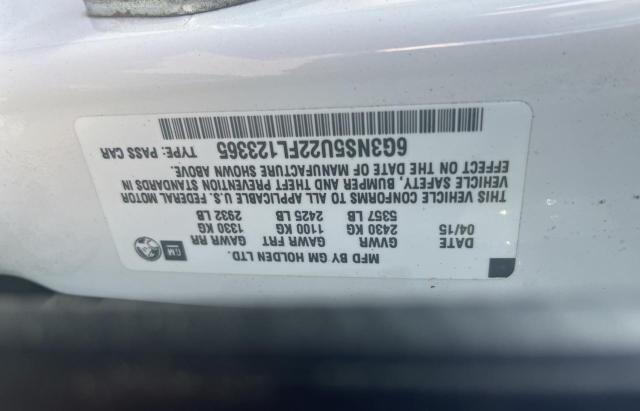 MFD BY GM HOLDEN LTD. GM
DATE GVWR GAWR FRT GAWR RR
04/15 2430 KG 1100 KG 1330 KG
5357 LB 2425 LB 2932 LB
THIS VEHICLE CONFORMS TO ALL APPLICABLE U.S. FEDERAL MOTOR
VEHICLE SAFETY, BUMPER AND THEFT PREVENTION STANDARDS IN
EFFECT ON THE DATE OF MANUFACTURE SHOWN ABOVE.
6G3NS5U22FL123365 TYPE: PASS CAR